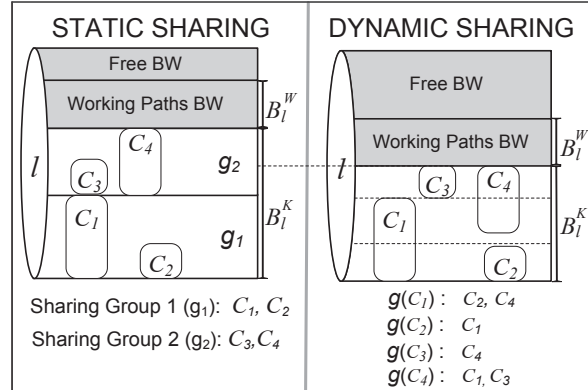 STATIC SHARING
Free BW
Working Paths BW
B_l^W
l
C_4
g_2
C_3
C_1
B_l^K
g_1
C_2
Sharing Group 1 (g_1): C_1, C_2
Sharing Group 2 (g_2): C_3,C_4
DYNAMIC SHARING
Free BW
Working Paths BW
B_l^W
l
C_3
C_4
C_1
B_l^K
C_2
g(C_1) : C_2, C_4
g(C_2) : C_1
g(C_3) : C_4
g(C_4) : C_1, C_3